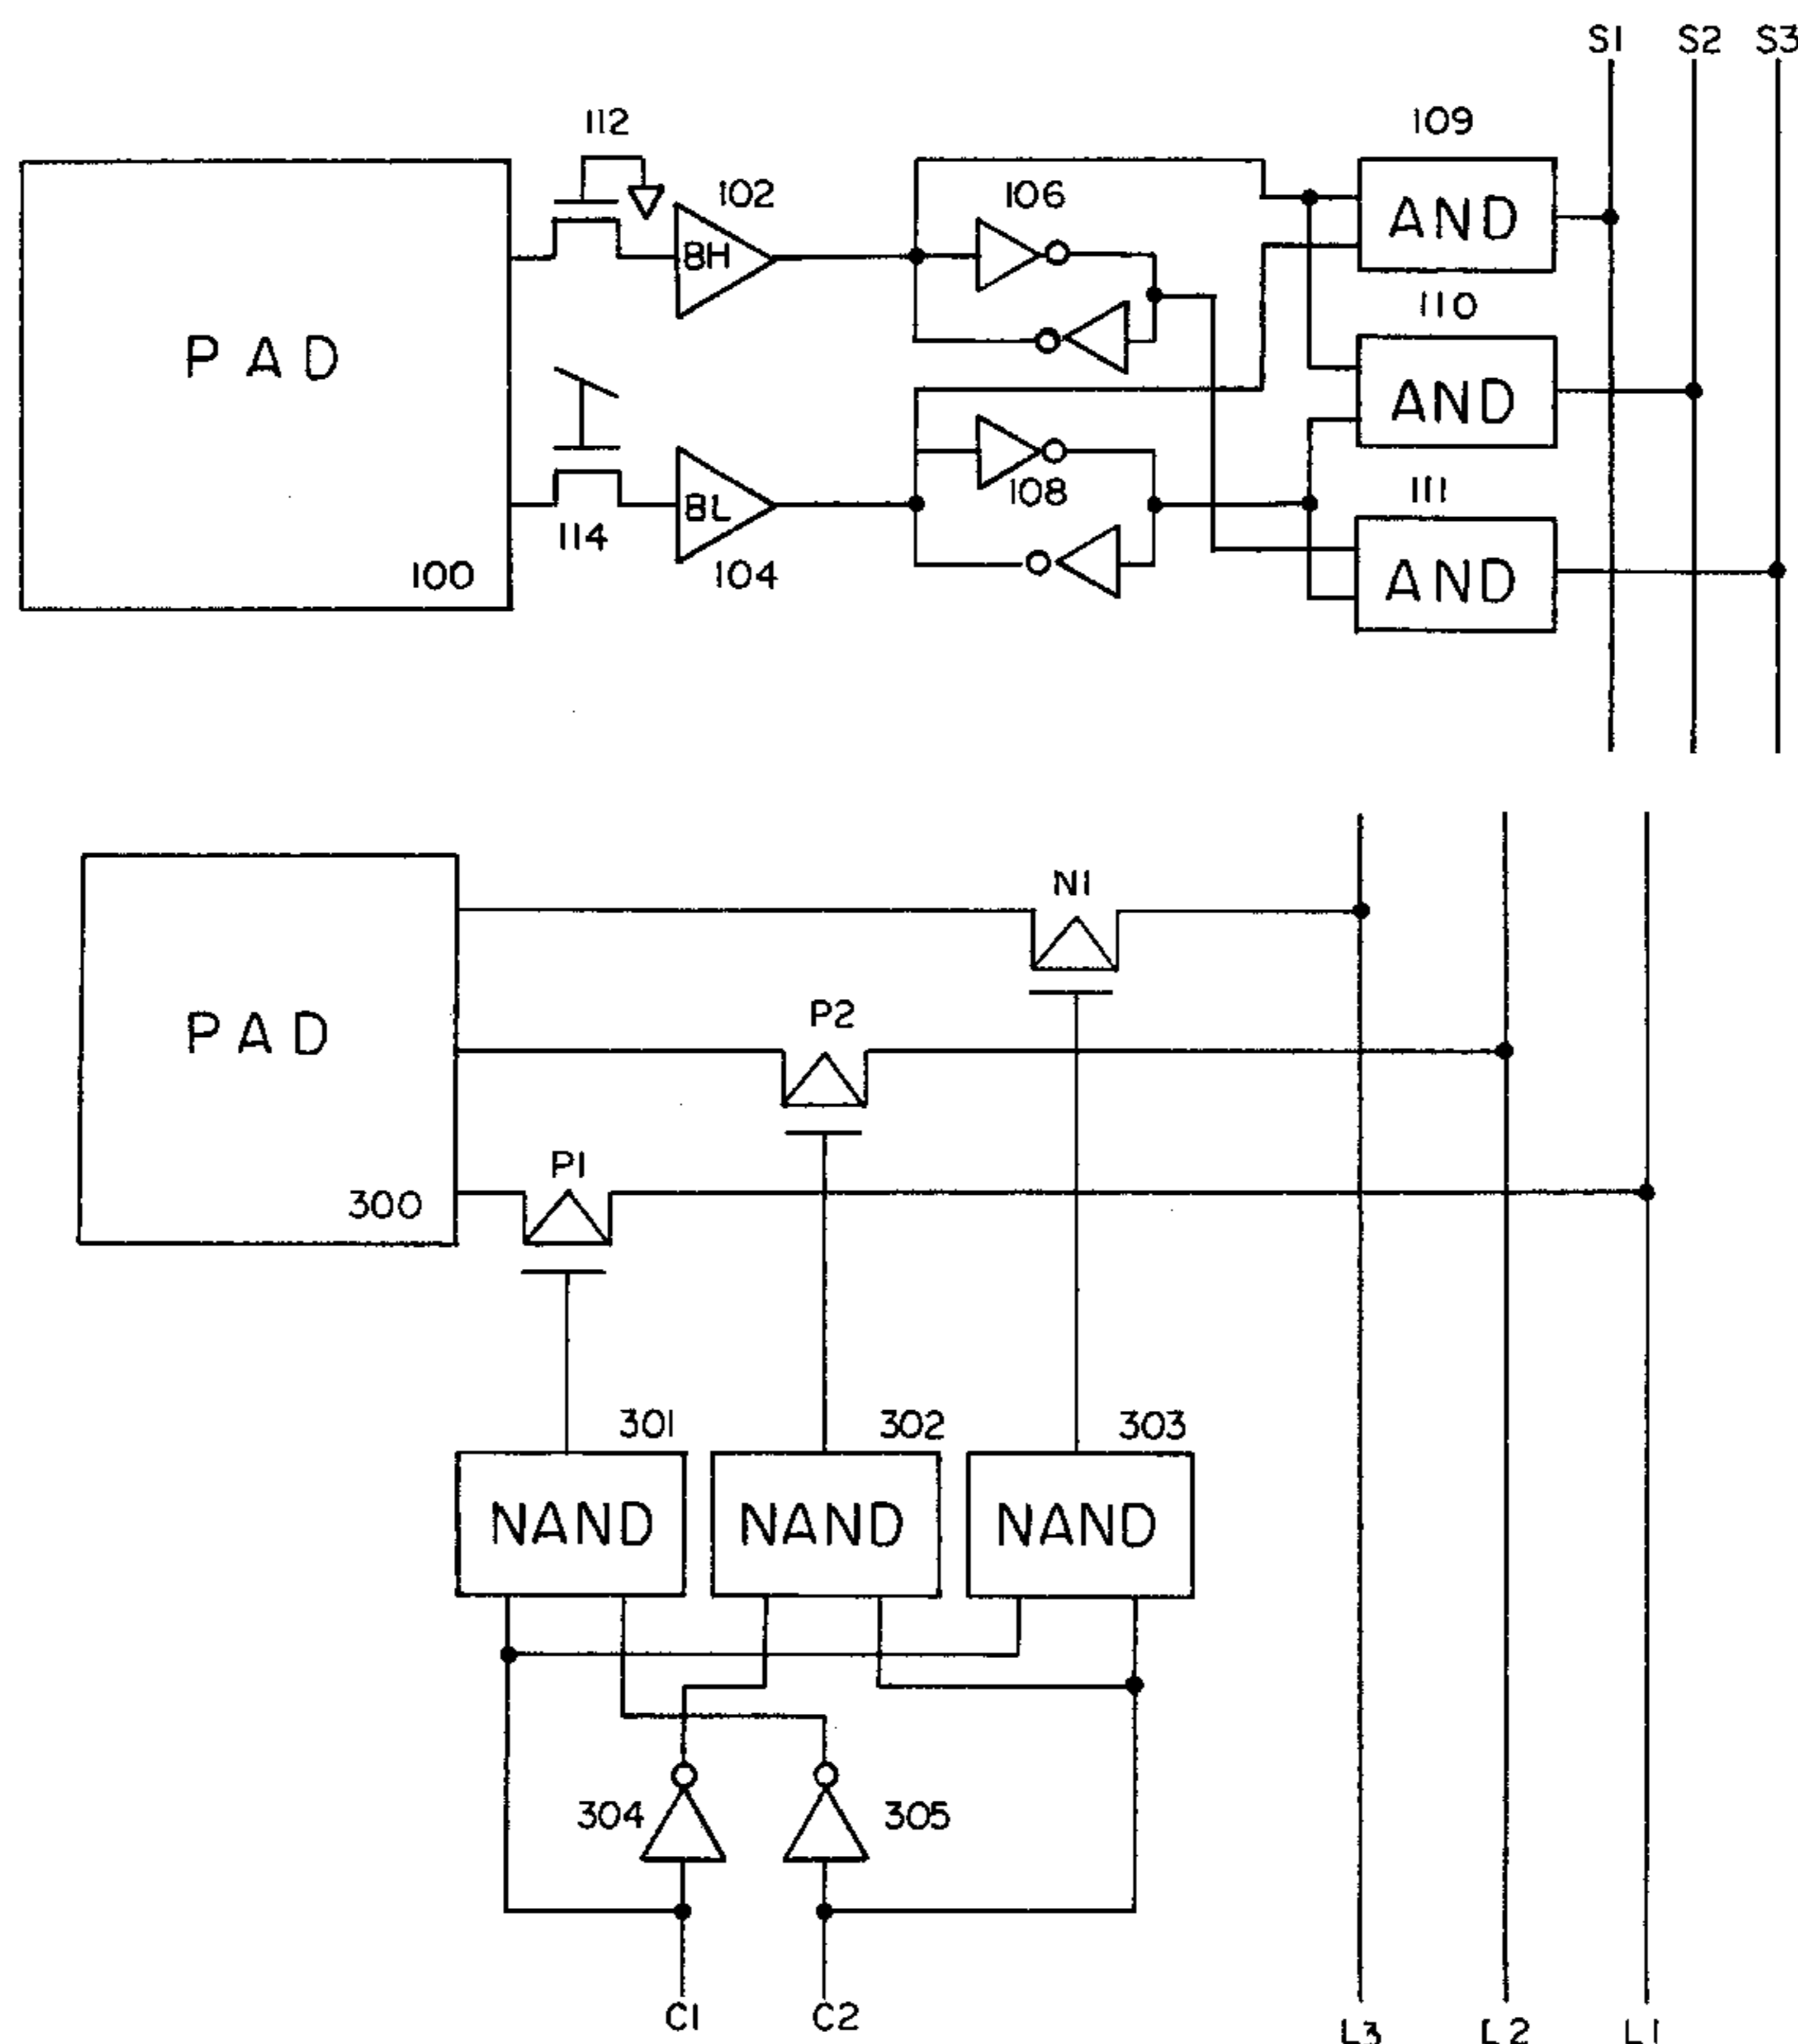 S1 S2 S3
112
109
102
106
BH
AND
PAD
110
AND
108
111
BL
114
100
104
AND
N1
P2
PAD
P1
300
301
302
303
NAND
NAND
NAND
304
305
C1
C2
L3
L2
L1